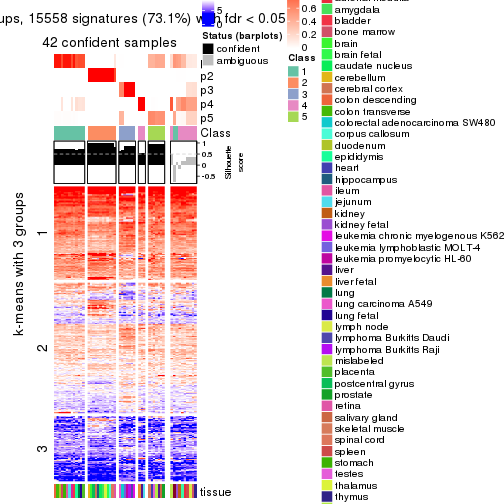 ups, 15558 signatures (73.1%) with fdr < 0.05
42 confident samples
p2
p3
p4
p5
Class
1
0.5
0
-0.5
Silhouette
score
k-means with 3 groups
1
2
3
tissue
5
0
Status (barplots)
confident
ambiguous
0.6
0.4
0.2
0
Class
1
2
3
4
5
amygdala
bladder
bone marrow
brain
brain fetal
caudate nucleus
cerebellum
cerebral cortex
colon descending
colon transverse
colorectal adenocarcinoma SW480
corpus callosum
duodenum
epididymis
heart
hippocampus
ileum
jejunum
kidney
kidney fetal
leukemia chronic myelogenous K562
leukemia lymphoblastic MOLT-4
leukemia promyelocytic HL-60
liver
liver fetal
lung
lung carcinoma A549
lung fetal
lymph node
lymphoma Burkitts Daudi
lymphoma Burkitts Raji
mislabeled
placenta
postcentral gyrus
prostate
retina
salivary gland
skeletal muscle
spinal cord
spleen
stomach
testes
thalamus
thymus